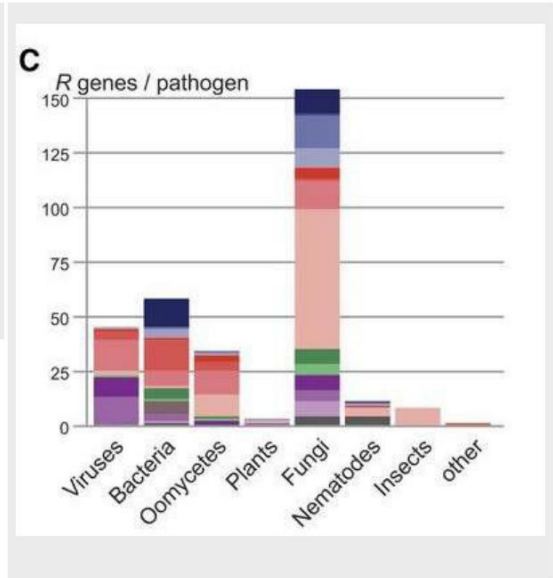 C
R genes / pathogen
150
125
100
75
50
25
0
Viruses
Bacteria
Oomycetes
Plants
Fungi
Nematodes
Insects
other